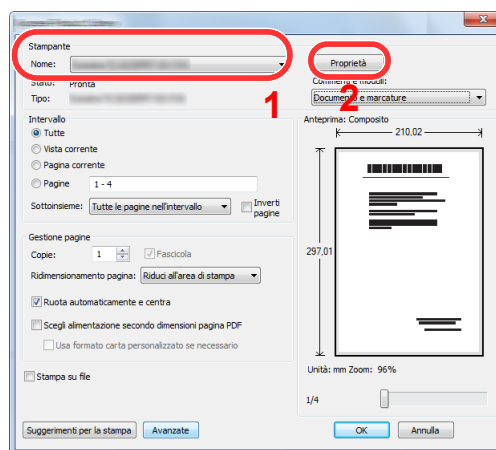 Stampante
Nome:
Proprietà
Stato: Pronta
Commenti e moduli:
Tipo:
1
2
Documento e marcature
Intervallo
Anteprima: Composito
Tutte
210,02
Vista corrente
Pagina corrente
Pagine 1 - 4
Sottoinsieme: Tutte le pagine nell'intervallo
Inverti
pagine
Gestione pagine
Copie: 1 Fascicola
297,01
Ridimensionamento pagina: Riduci all'area di stampa
Ruota automaticamente e centra
Scegli alimentazione secondo dimensioni pagina PDF
Usa formato carta personalizzato se necessario
Unità: mm Zoom: 96%
Stampa su file
1/4
Suggerimenti per la stampa
Avanzate
OK
Annulla